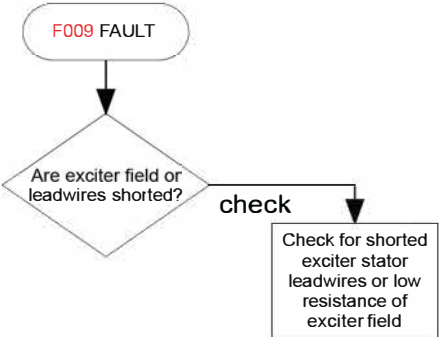 F009 FAULT
Are exciter field or
leadwires shorted?
check
Check for shorted
exciter stator
leadwires or low
resistance of
exciter field